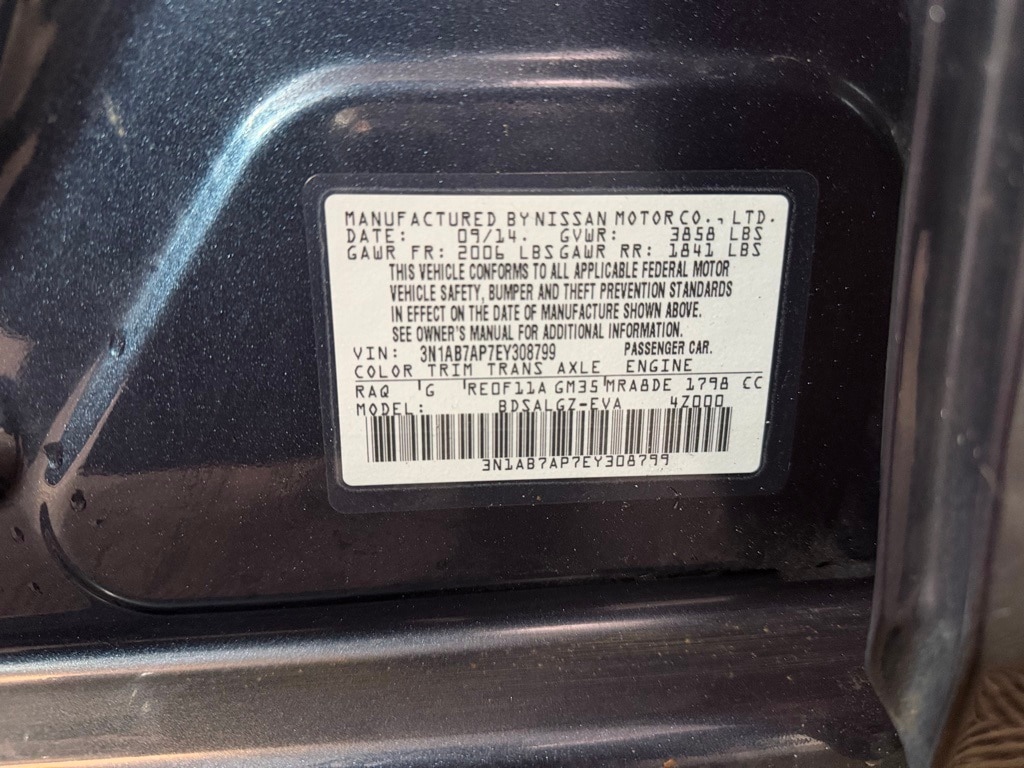 MANUFACTURED BY NISSAN MOTOR CO., LTD.
DATE: 09/14. GVWR: 3858 LBS
GAWR FR: 2006 LBS GAWR RR: 1841 LBS
THIS VEHICLE CONFORMS TO ALL APPLICABLE FEDERAL MOTOR
VEHICLE SAFETY, BUMPER AND THEFT PREVENTION STANDARDS
IN EFFECT ON THE DATE OF MANUFACTURE SHOWN ABOVE.
SEE OWNER'S MANUAL FOR ADDITIONAL INFORMATION.
VIN: 3N1AB7AP7EY308799 PASSENGER CAR.
COLOR TRIM TRANS AXLE ENGINE
RAQ 'G 'RE0F11A GM35'MRA8DE 1798 CC
MODEL: BDSALGZ-EVA 4Z000
3N1AB7AP7EY308799